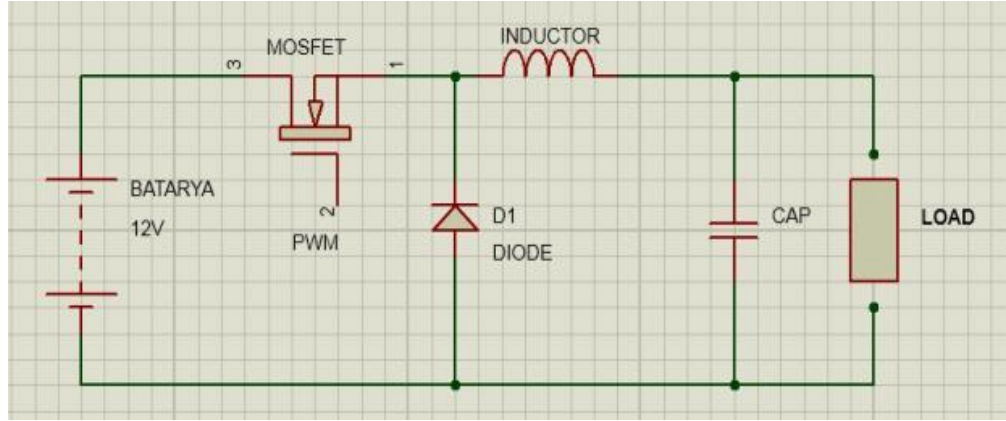 MOSFET
INDUCTOR
3
1
BATARYA
12V
2
PWM
D1
DIODE
CAP
LOAD